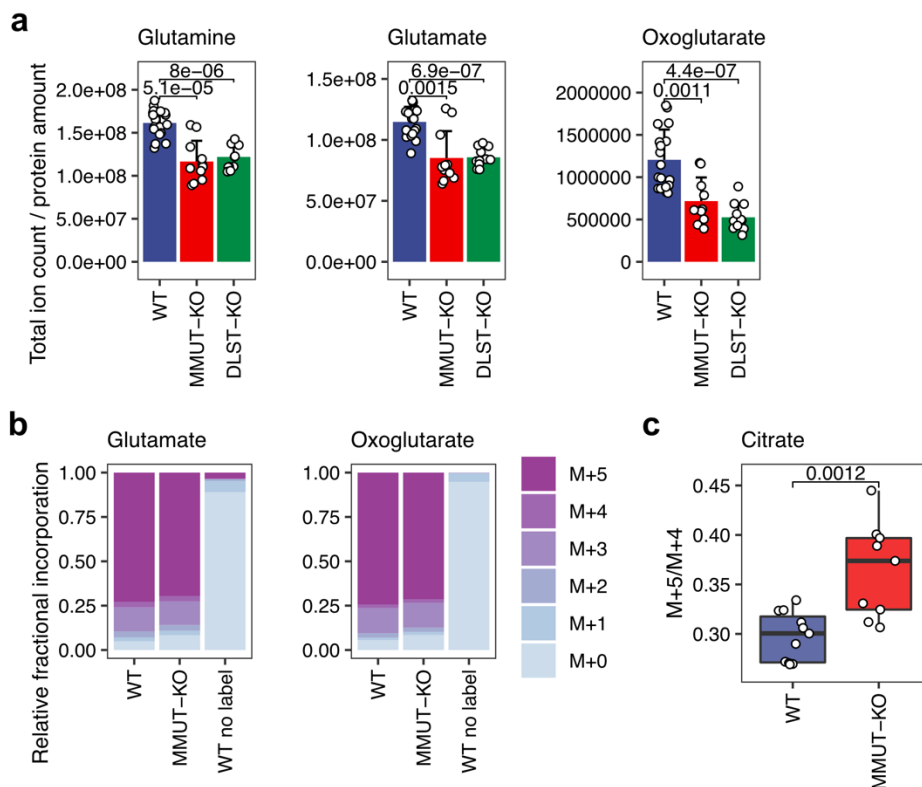 a
Glutamine
Glutamate
Oxoglutarate
Total ion count / protein amount
2.0e+08
1.5e+08
1.0e+08
5.0e+07
0.0e+00
8e−06
5.1e−05
WT
MMUT−KO
DLST−KO
1.5e+08
1.0e+08
5.0e+07
0.0e+00
6.9e−07
0.0015
WT
MMUT−KO
DLST−KO
2000000
1500000
1000000
500000
0
4.4e−07
0.0011
WT
MMUT−KO
DLST−KO
b
Glutamate
Oxoglutarate
Relative fractional incorporation
1.00
0.75
0.50
0.25
0.00
WT
MMUT−KO
WT no label
1.00
0.75
0.50
0.25
0.00
WT
MMUT−KO
WT no label
M+5
M+4
M+3
M+2
M+1
M+0
c
Citrate
M+5/M+4
0.45
0.40
0.35
0.30
0.0012
WT
MMUT−KO